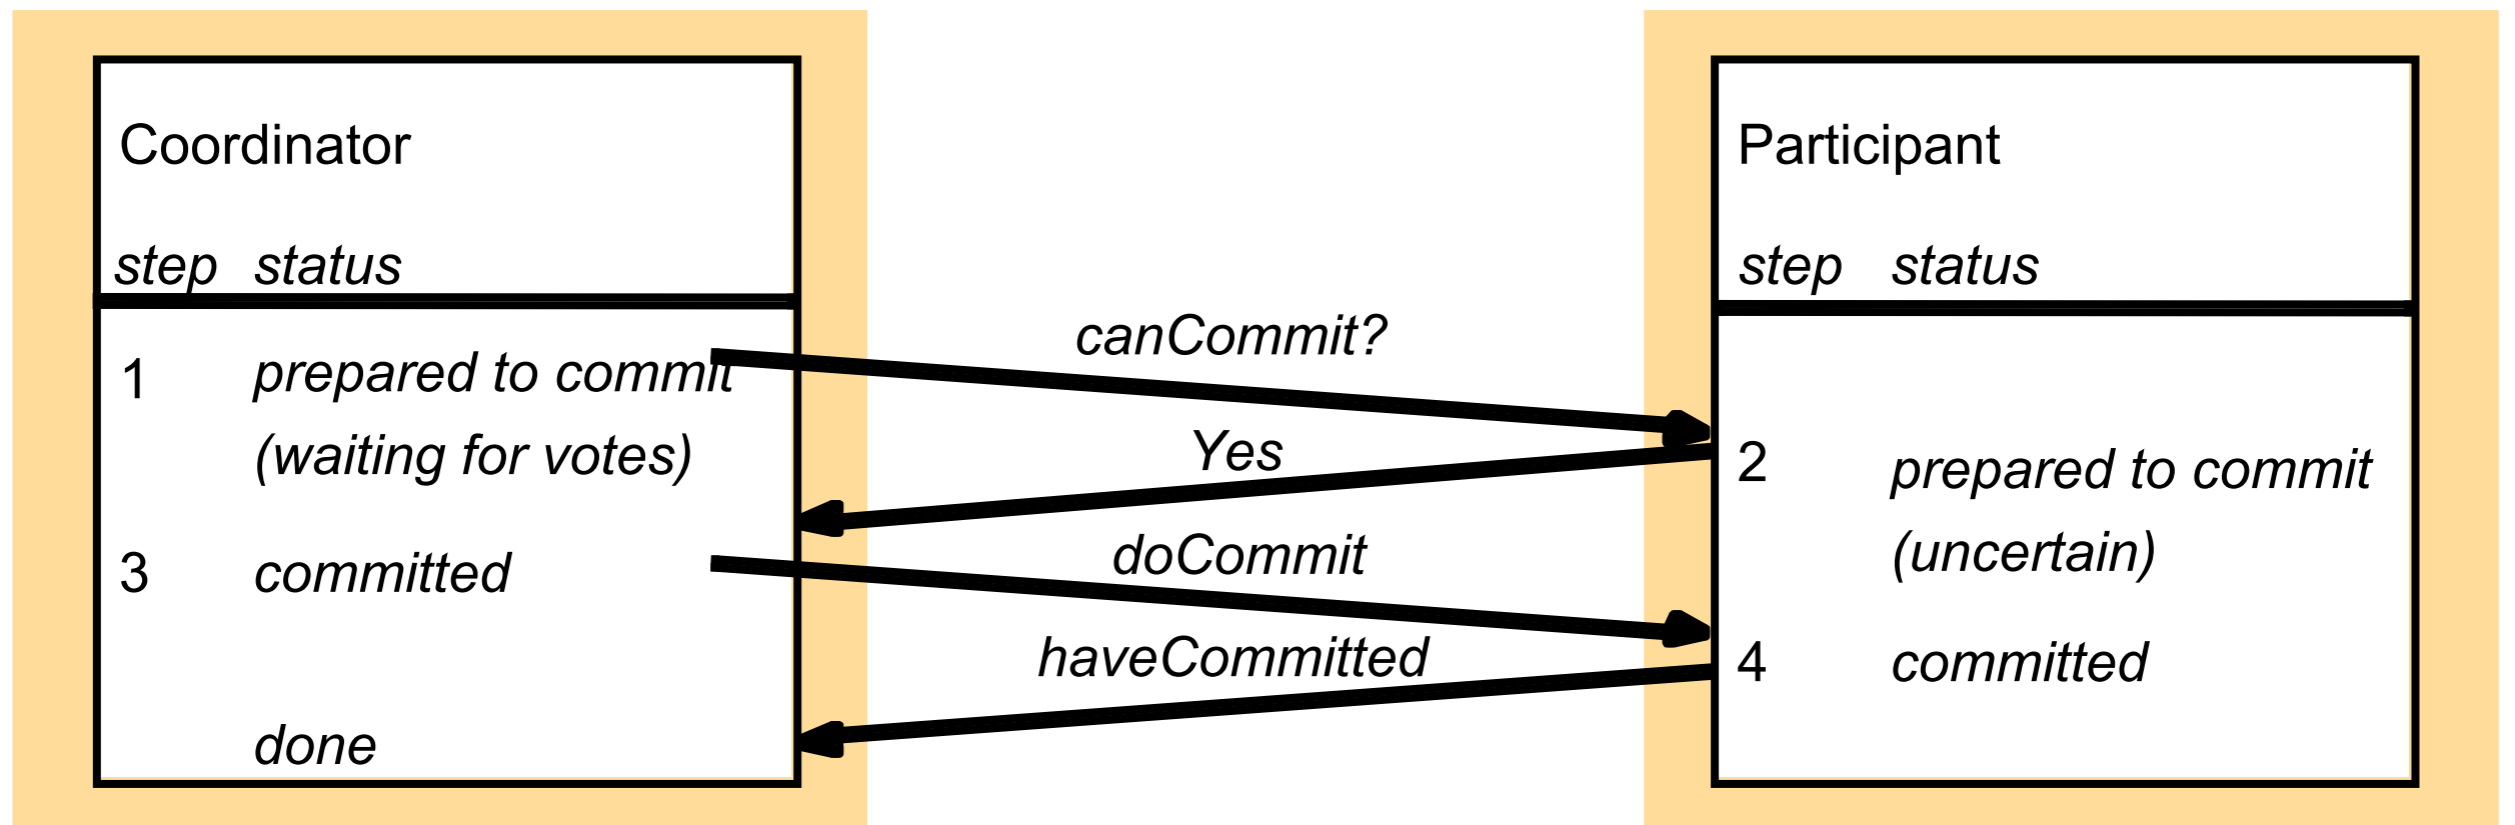 Coordinator
step status
1 prepared to commit
(waiting for votes)
3 committed
done
canCommit?
Yes
doCommit
haveCommitted
Participant
step status
2 prepared to commit
(uncertain)
4 committed